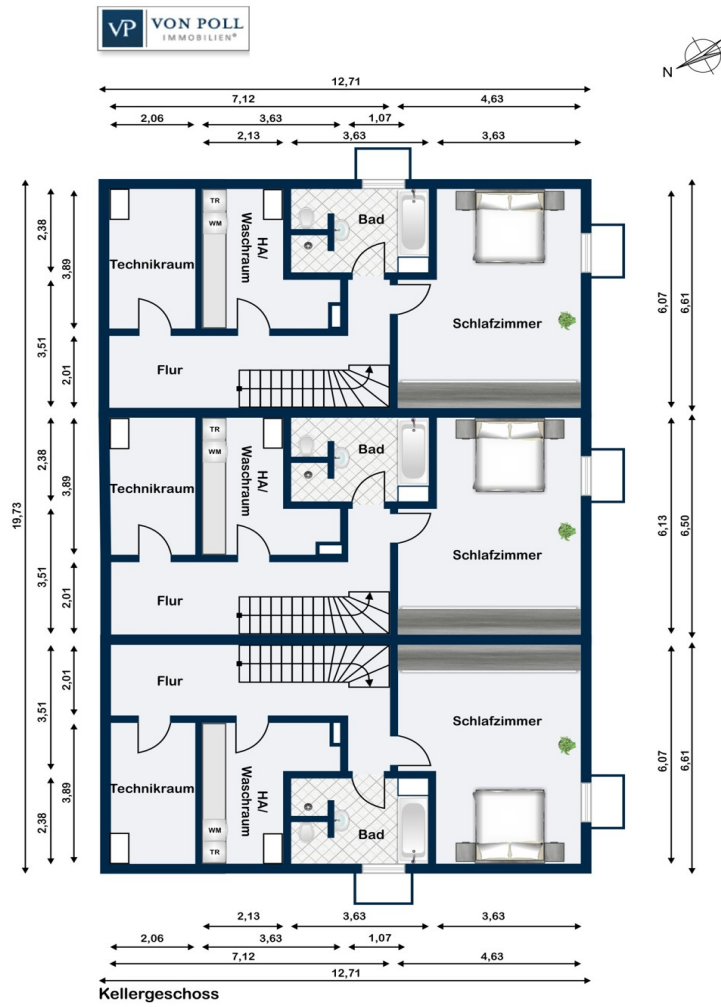 VP VON POLL
IMMOBILIEN®
N
12,71
7,12 4,63
2,06 3,63 1,07
2,13 3,63 3,63
19,73
2,38
3,89
3,51
2,01
TR
WM
Technikraum
HA/
Waschraum
Bad
Schlafzimmer
Flur
6,07
6,61
2,38
3,89
3,51
2,01
TR
WM
Technikraum
HA/
Waschraum
Bad
Schlafzimmer
Flur
6,13
6,50
2,01
3,51
3,89
2,38
Flur
Schlafzimmer
Technikraum
HA/
Waschraum
WM
TR
Bad
6,07
6,61
2,13 3,63 3,63
2,06 3,63 1,07
7,12 4,63
12,71
Kellergeschoss